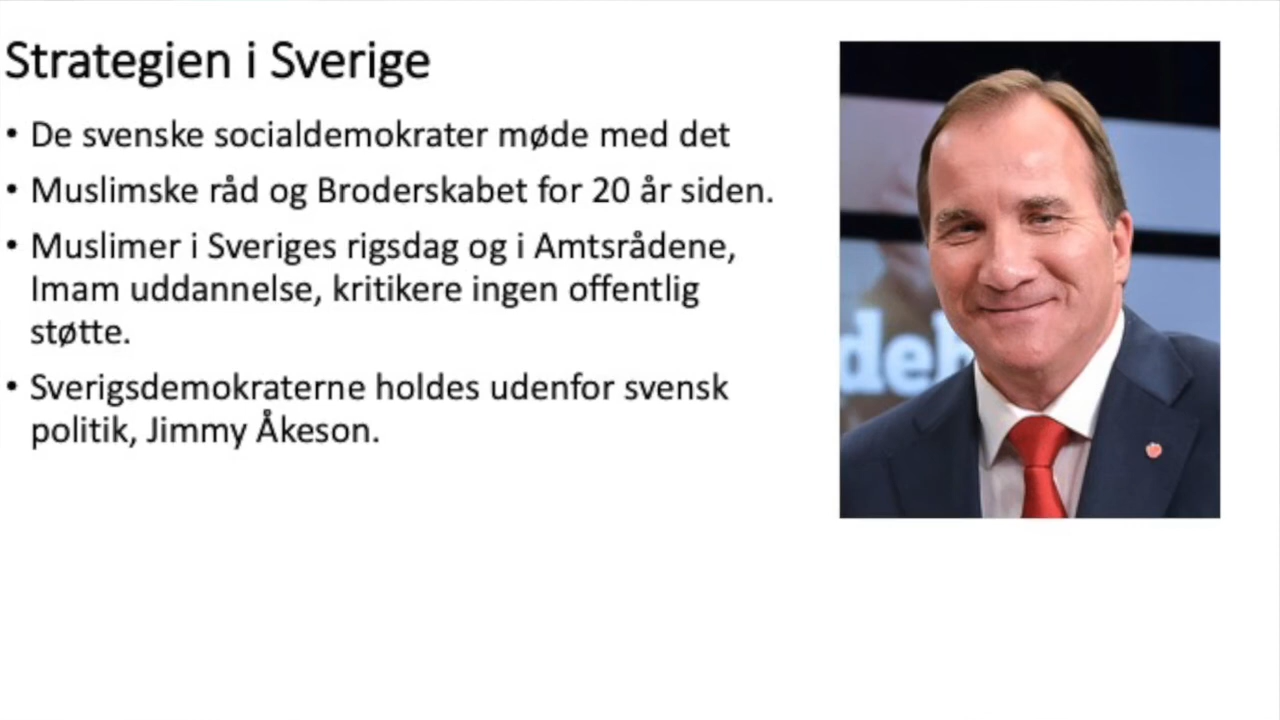 Strategien i Sverige
• De svenske socialdemokrater møde med det
• Muslimske råd og Broderskabet for 20 år siden.
• Muslimer i Sveriges rigsdag og i Amtsrådene,
Imam uddannelse, kritikere ingen offentlig
støtte.
• Sverigsdemokraterne holdes udenfor svensk
politik, Jimmy Åkeson.